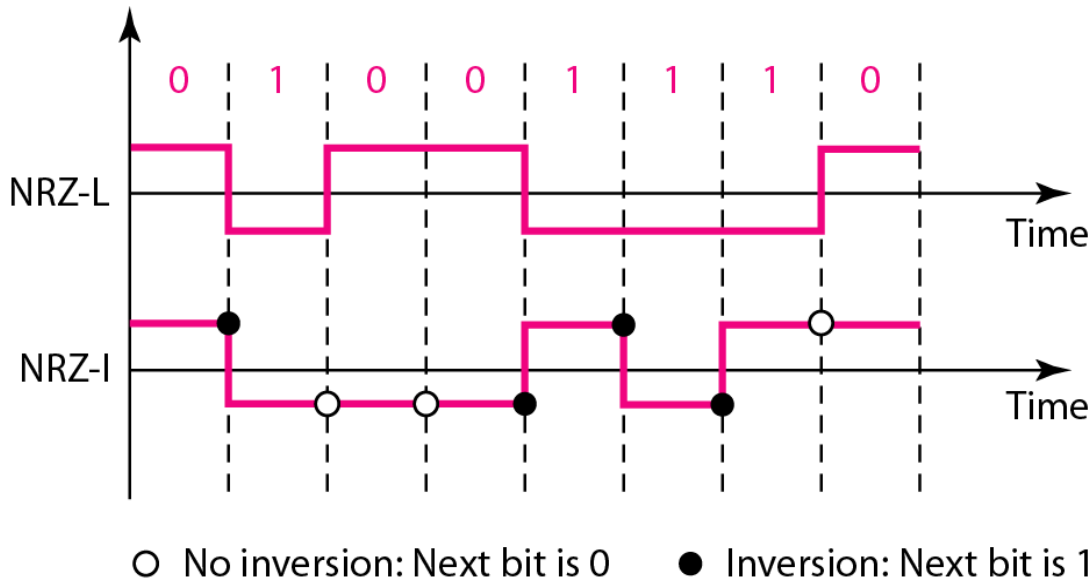 0 1 0 0 1 1 1 0
NRZ-L
Time
NRZ-I
Time
No inversion: Next bit is 0
Inversion: Next bit is 1